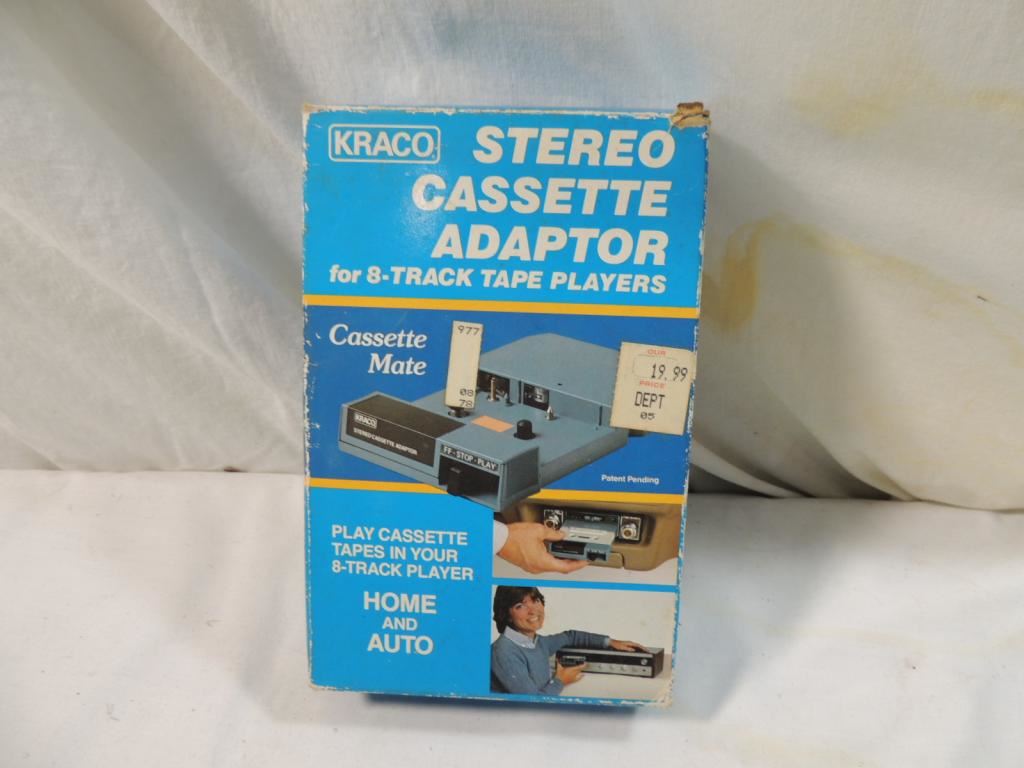 KRACO
STEREO
CASSETTE
ADAPTOR
for 8-TRACK TAPE PLAYERS
Cassette
Mate
977
08
78
OUR
19.99
PRICE
DEPT
05
KRACO
STEREO CASSETTE ADAPTOR
FF-STOP-PLAY
Patent Pending
PLAY CASSETTE
TAPES IN YOUR
8-TRACK PLAYER
HOME
AND
AUTO